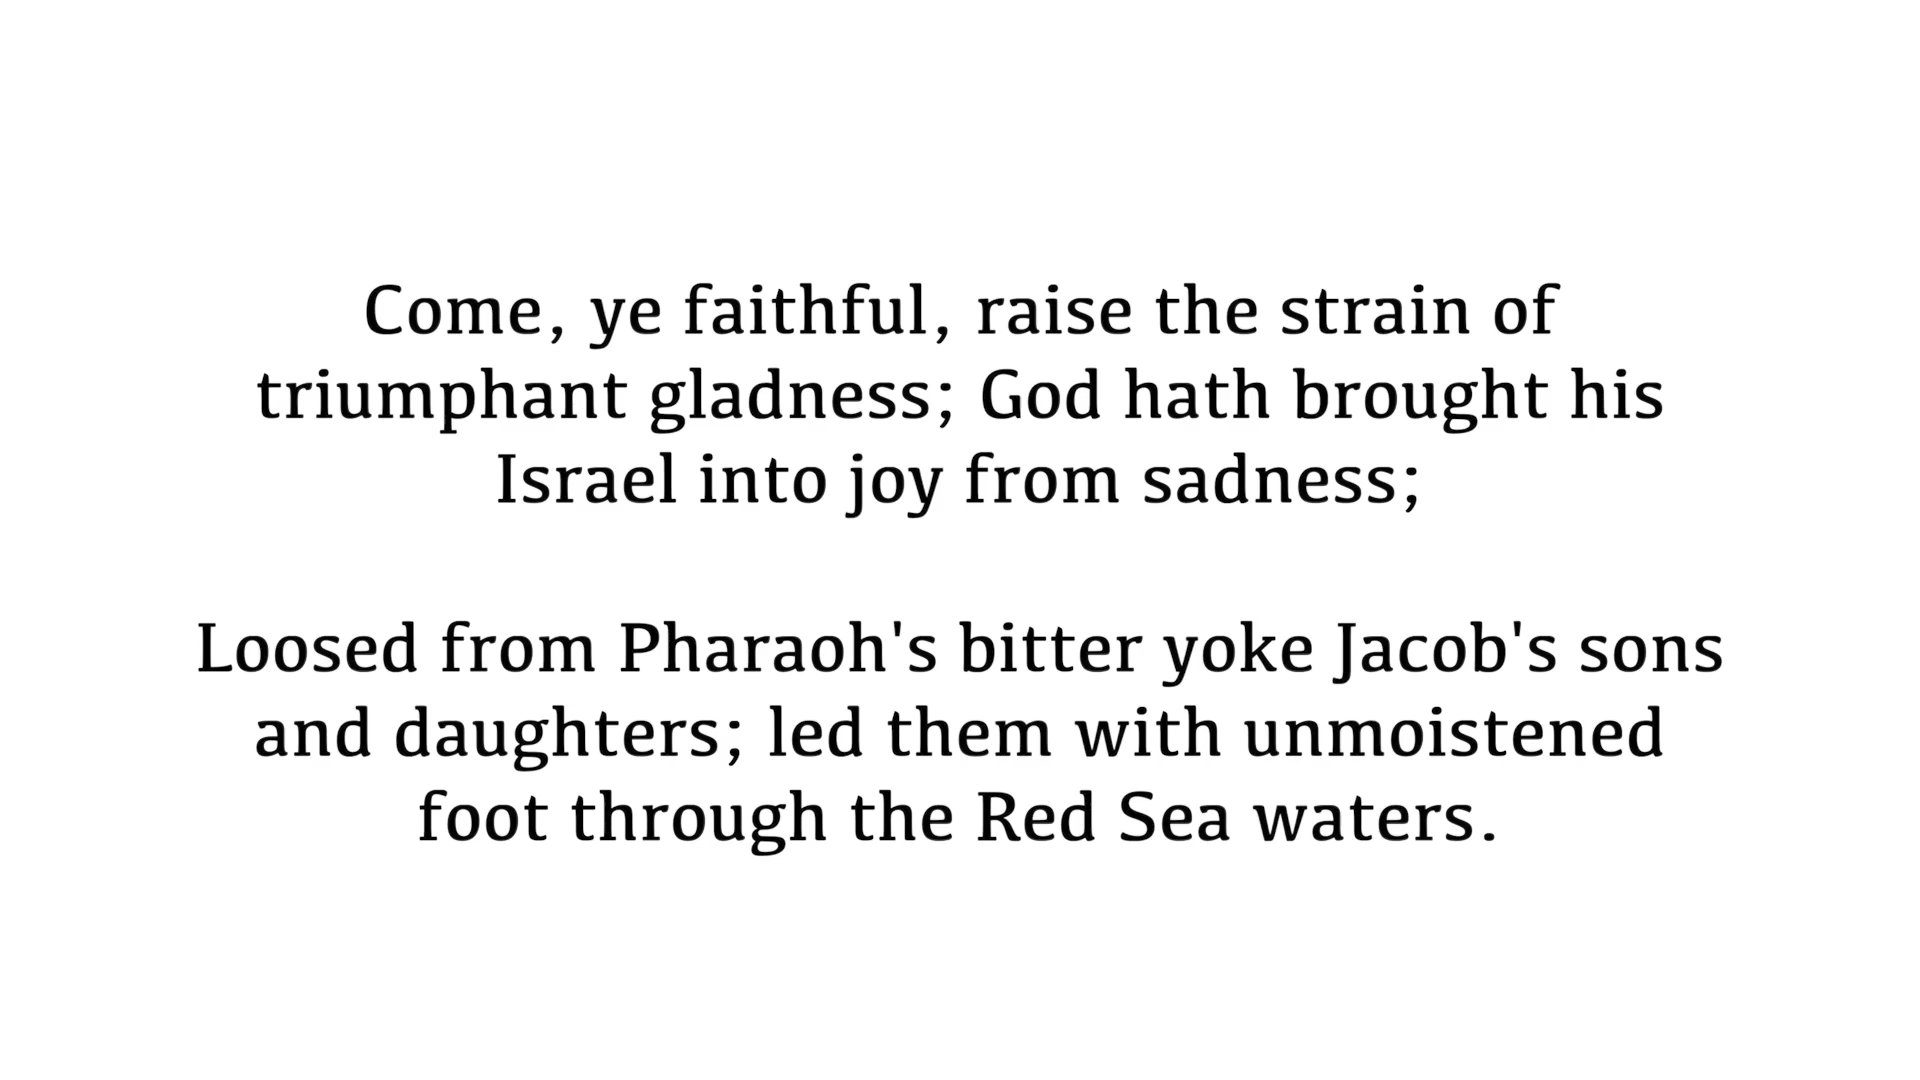 Come, ye faithful, raise the strain of
triumphant gladness; God hath brought his
Israel into joy from sadness;
Loosed from Pharaoh's bitter yoke Jacob's sons
and daughters; led them with unmoistened
foot through the Red Sea waters.